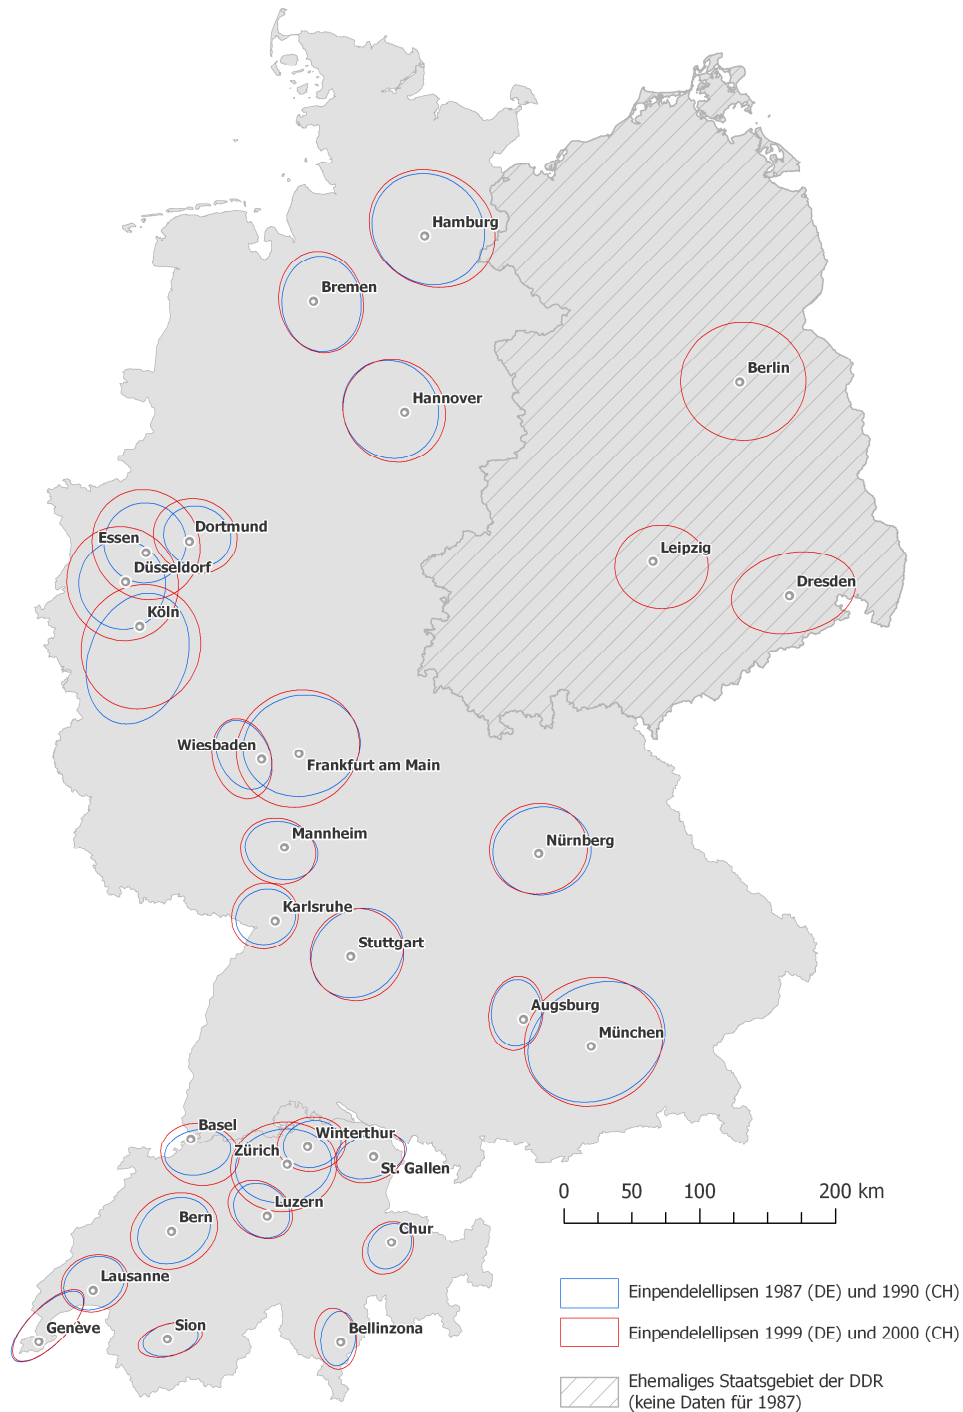 Hamburg
Bremen
Hannover
Berlin
Dortmund
Essen
Düsseldorf
Leipzig
Dresden
Köln
Wiesbaden
Frankfurt am Main
Mannheim
Nürnberg
Karlsruhe
Stuttgart
Augsburg
München
Basel
Winterthur
Zürich
St. Gallen
Luzern
Bern
Chur
Lausanne
Genève
Sion
Bellinzona
0 50 100 200 km
Einpendelellipsen 1987 (DE) und 1990 (CH)
Einpendelellipsen 1999 (DE) und 2000 (CH)
Ehemaliges Staatsgebiet der DDR
(keine Daten für 1987)